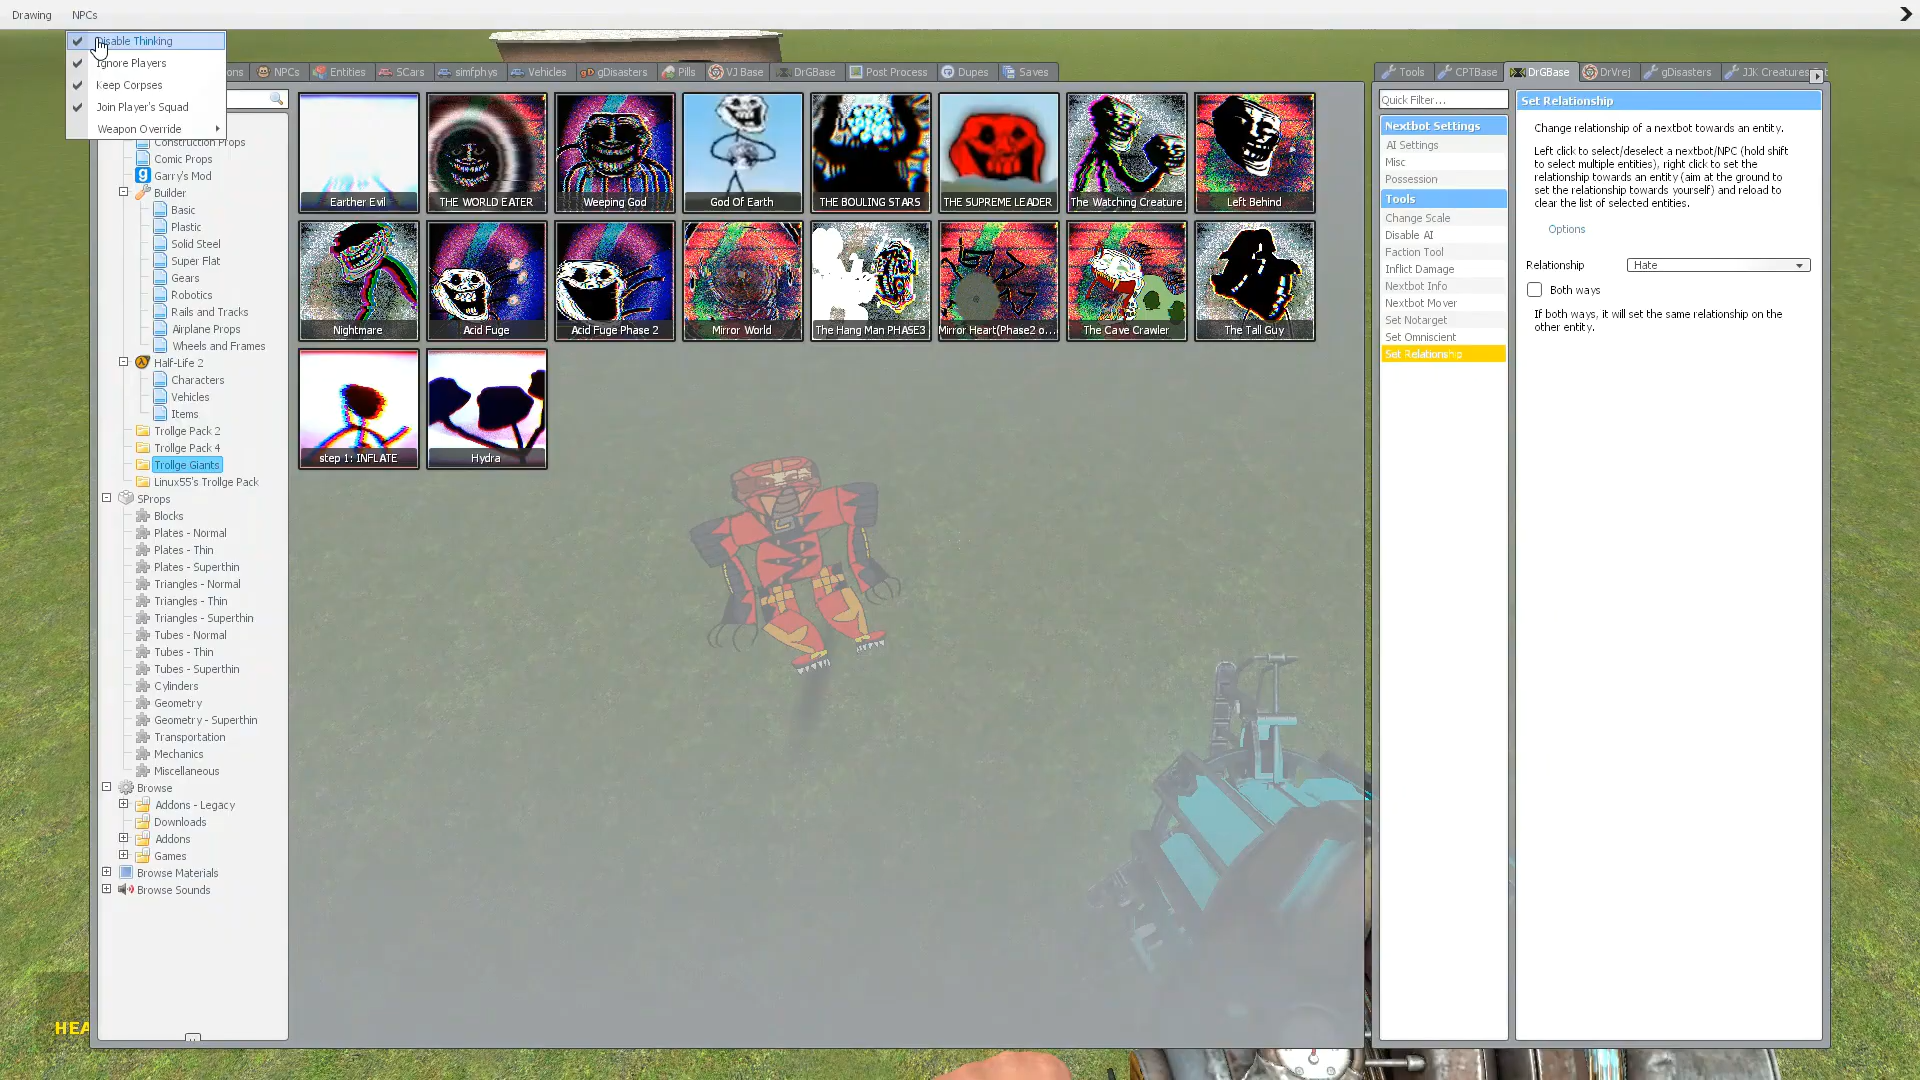 Drawing
NPCs
Disable Thinking
Ignore Players
Keep Corpses
Join Player's Squad
Weapon Override
NPCs
Entities
SCars
simfphys
Vehicles
gDisasters
Pills
VJ Base
DrGBase
Post Process
Dupes
Saves
Construction Props
Comic Props
Garry's Mod
Builder
Basic
Plastic
Solid Steel
Super Flat
Gears
Robotics
Rails and Tracks
Airplane Props
Wheels and Frames
Half-Life 2
Characters
Vehicles
Items
Trollge Pack 2
Trollge Pack 4
Trollge Giants
Linux55's Trollge Pack
SProps
Blocks
Plates - Normal
Plates - Thin
Plates - Superthin
Triangles - Normal
Triangles - Thin
Triangles - Superthin
Tubes - Normal
Tubes - Thin
Tubes - Superthin
Cylinders
Geometry
Geometry - Superthin
Transportation
Mechanics
Miscellaneous
Browse
Addons - Legacy
Downloads
Addons
Games
Browse Materials
Browse Sounds
Earther Evil
THE WORLD EATER
Weeping God
God Of Earth
THE BOULING STARS
THE SUPREME LEADER
The Watching Creature
Left Behind
Nightmare
Acid Fuge
Acid Fuge Phase 2
Mirror World
The Hang Man PHASE3
Mirror Heart(Phase2 o...
The Cave Crawler
The Tall Guy
step 1: INFLATE
Hydra
Tools
CPTBase
DrGBase
DrVrej
gDisasters
JJK Creatures
Quick Filter...
Nextbot Settings
AI Settings
Misc
Possession
Tools
Change Scale
Disable AI
Faction Tool
Inflict Damage
Nextbot Info
Nextbot Mover
Set Notarget
Set Omniscient
Set Relationship
Set Relationship
Change relationship of a nextbot towards an entity.
Left click to select/deselect a nextbot/NPC (hold shift
to select multiple entities), right click to set the
relationship towards an entity (aim at the ground to
set the relationship towards yourself) and reload to
clear the list of selected entities.
Options
Relationship
Hate
Both ways
If both ways, it will set the same relationship on the
other entity.
HEA